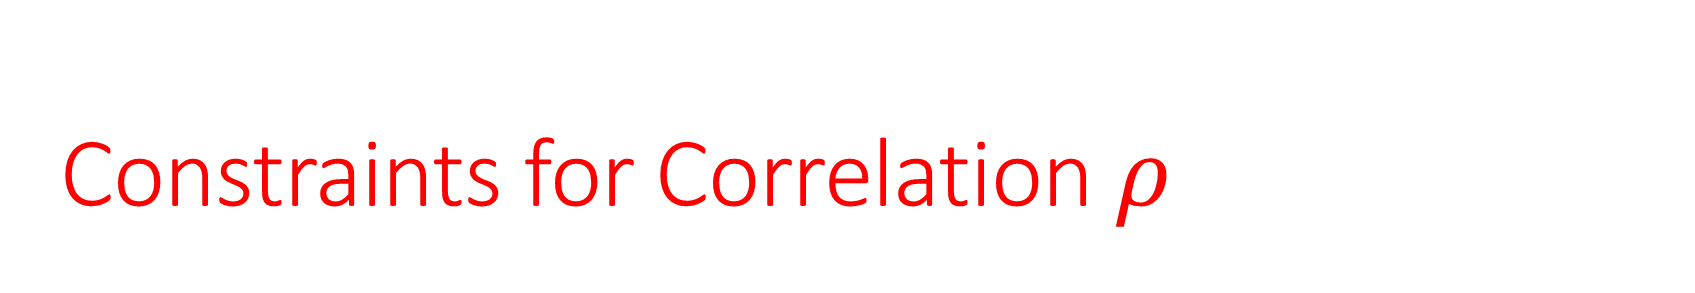 Constraints for Correlation 𝜌